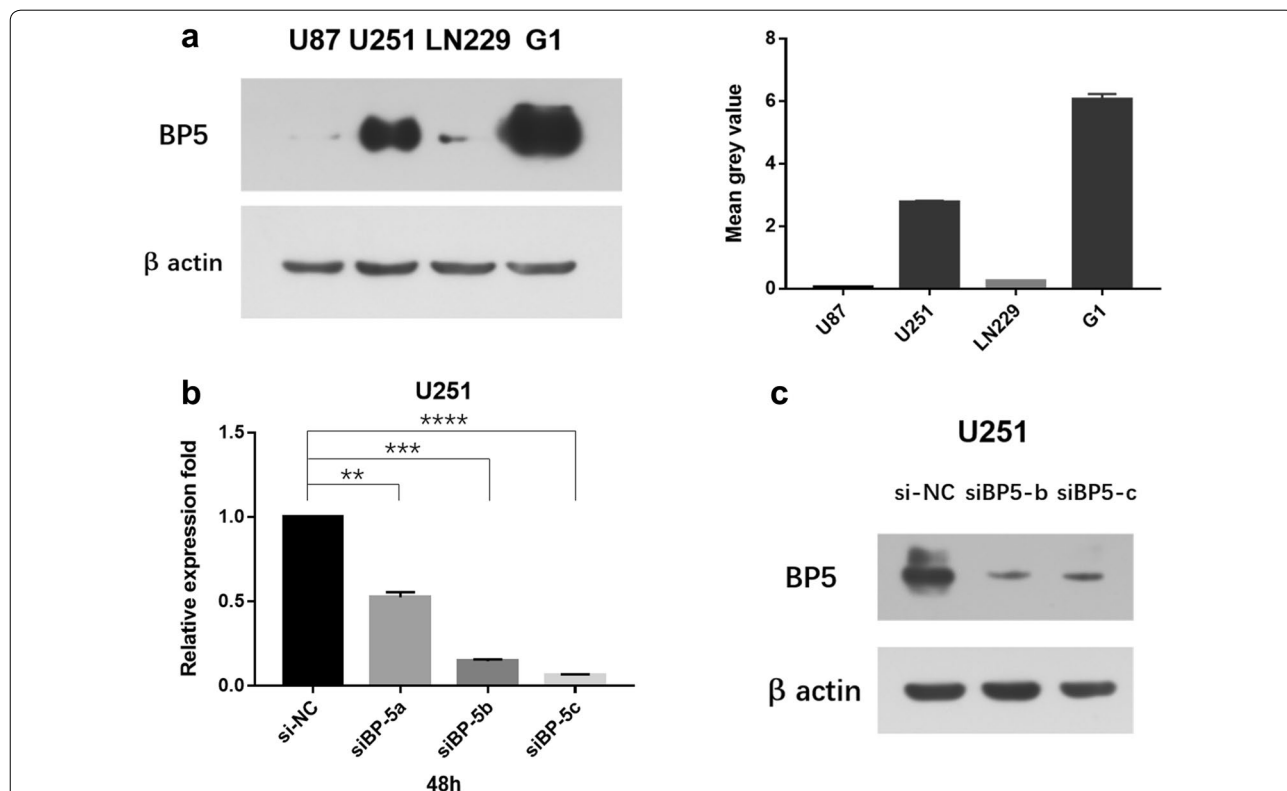 a
U87 U251 LN229 G1
BP5
β actin
Mean grey value
8
6
4
2
0
U87
U251
LN229
G1
b
U251
Relative expression fold
1.5
1.0
0.5
0.0
****
***
**
si-NC
siBP-5a
siBP-5b
siBP-5c
48h
c
U251
si-NC siBP5-b siBP5-c
BP5
β actin